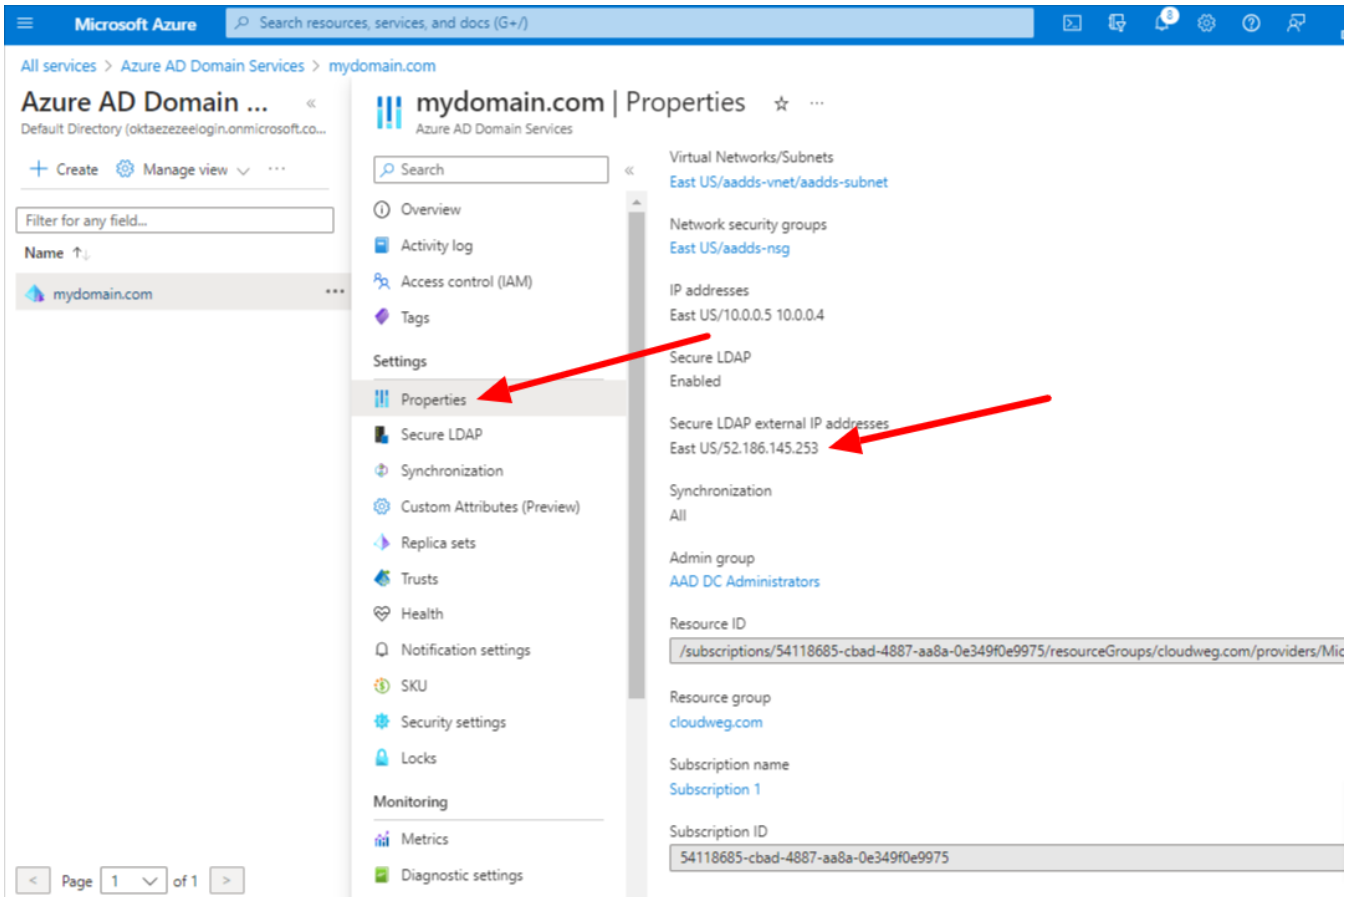 Microsoft Azure
Search resources, services, and docs (G+/)
8
All services > Azure AD Domain Services > mydomain.com
Azure AD Domain ... «
Default Directory (oktaezezeelogin.onmicrosoft.co...
+ Create Manage view ...
Filter for any field...
Name ↑↓
mydomain.com ...
Page 1 of 1
< >
mydomain.com | Properties ...
Azure AD Domain Services
Search «
Overview
Activity log
Access control (IAM)
Tags
Settings
Properties
Secure LDAP
Synchronization
Custom Attributes (Preview)
Replica sets
Trusts
Health
Notification settings
SKU
Security settings
Locks
Monitoring
Metrics
Diagnostic settings
Virtual Networks/Subnets
East US/aadds-vnet/aadds-subnet
Network security groups
East US/aadds-nsg
IP addresses
East US/10.0.0.5 10.0.0.4
Secure LDAP
Enabled
Secure LDAP external IP addresses
East US/52.186.145.253
Synchronization
All
Admin group
AAD DC Administrators
Resource ID
/subscriptions/54118685-cbad-4887-aa8a-0e349f0e9975/resourceGroups/cloudweg.com/providers/Mic
Resource group
cloudweg.com
Subscription name
Subscription 1
Subscription ID
54118685-cbad-4887-aa8a-0e349f0e9975